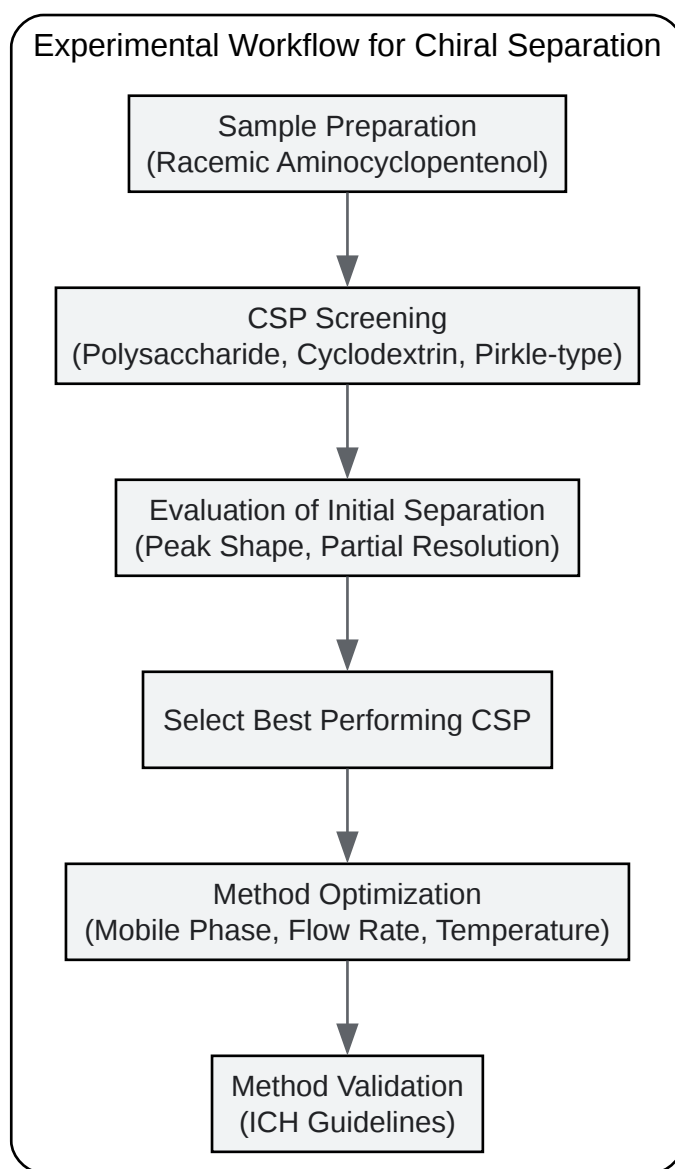 Experimental Workflow for Chiral Separation
Sample Preparation
(Racemic Aminocyclopentenol)
CSP Screening
(Polysaccharide, Cyclodextrin, Pirkle-type)
Evaluation of Initial Separation
(Peak Shape, Partial Resolution)
Select Best Performing CSP
Method Optimization
(Mobile Phase, Flow Rate, Temperature)
Method Validation
(ICH Guidelines)